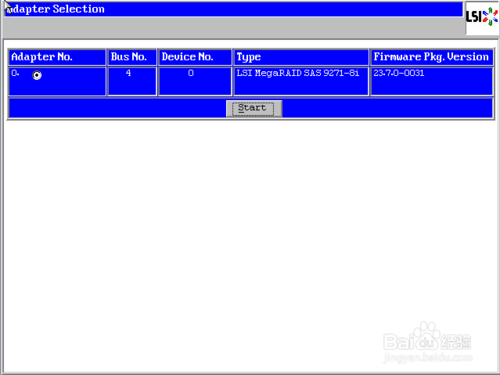 Adapter Selection
LSI
Adapter No. Bus No. Device No. Type Firmware Pkg. Version
0. 4 0 LSI MegaRAID SAS 9271-8i 23.7.0-0031
Start
Baidu 经验
jingyan.baidu.com